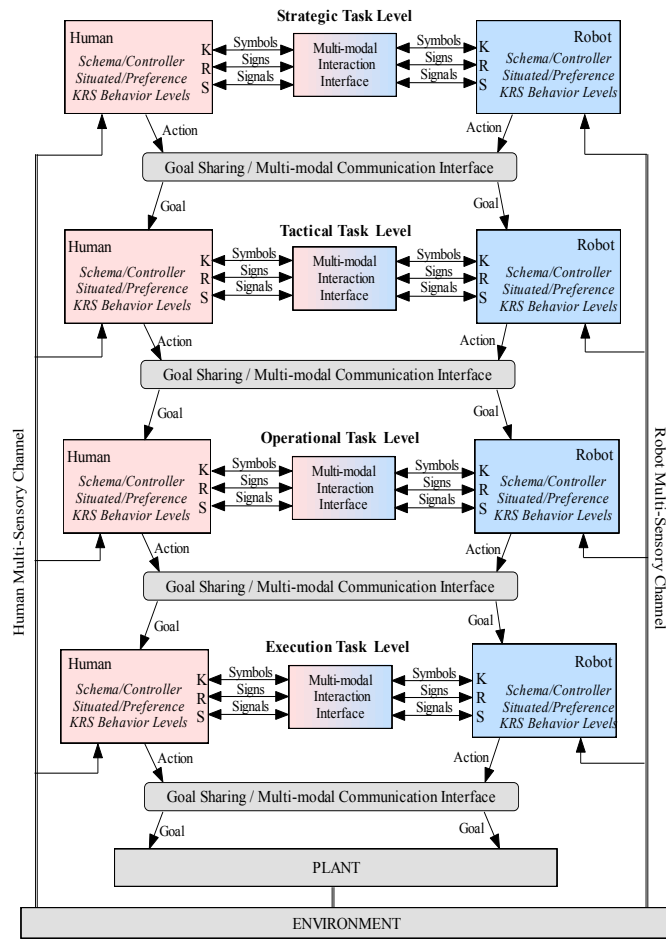 Strategic Task Level
Human
Schema/Controller
Situated/Preference
KRS Behavior Levels
K
R
S
Symbols
Signs
Signals
Multi-modal
Interaction
Interface
Symbols
Signs
Signals
K
R
S
Robot
Schema/Controller
Situated/Preference
KRS Behavior Levels
Action
Action
Goal Sharing / Multi-modal Communication Interface
Goal
Goal
Tactical Task Level
Human
Schema/Controller
Situated/Preference
KRS Behavior Levels
K
R
S
Symbols
Signs
Signals
Multi-modal
Interaction
Interface
Symbols
Signs
Signals
K
R
S
Robot
Schema/Controller
Situated/Preference
KRS Behavior Levels
Action
Action
Goal Sharing / Multi-modal Communication Interface
Goal
Goal
Operational Task Level
Human
Schema/Controller
Situated/Preference
KRS Behavior Levels
K
R
S
Symbols
Signs
Signals
Multi-modal
Interaction
Interface
Symbols
Signs
Signals
K
R
S
Robot
Schema/Controller
Situated/Preference
KRS Behavior Levels
Action
Action
Goal Sharing / Multi-modal Communication Interface
Goal
Goal
Execution Task Level
Human
Schema/Controller
Situated/Preference
KRS Behavior Levels
K
R
S
Symbols
Signs
Signals
Multi-modal
Interaction
Interface
Symbols
Signs
Signals
K
R
S
Robot
Schema/Controller
Situated/Preference
KRS Behavior Levels
Action
Action
Goal Sharing / Multi-modal Communication Interface
Goal
Goal
PLANT
ENVIRONMENT
Human Multi-Sensory Channel
Robot Multi-Sensory Channel